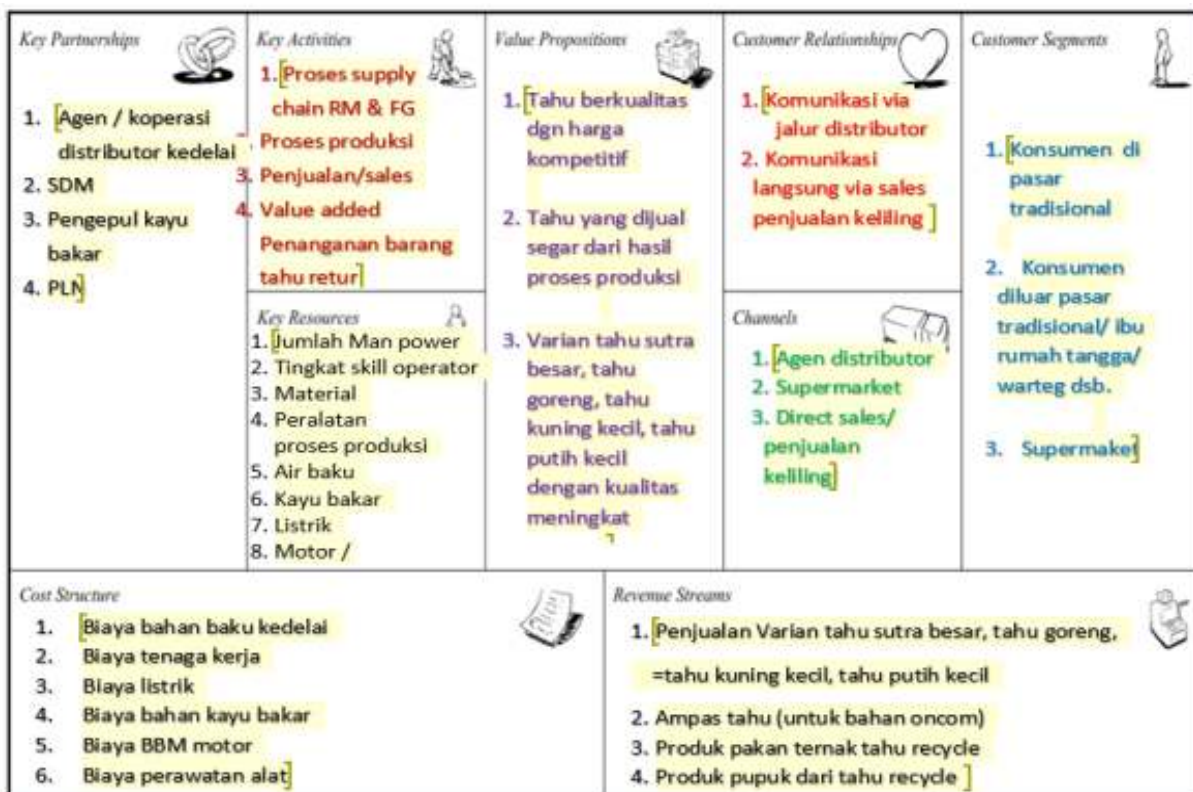 Key Partnerships
1. [Agen / koperasi
distributor kedelai
2. SDM
3. Pengepul kayu
bakar
4. PLN]
Key Activities
1. [Proses supply
chain RM & FG
Proses produksi
3. Penjualan/sales
4. Value added
Penanganan barang
tahu retur]
Key Resources
1. [Jumlah Man power
2. Tingkat skill operator
3. Material
4. Peralatan
proses produksi
5. Air baku
6. Kayu bakar
7. Listrik
8. Motor /
Value Propositions
1. [Tahu berkualitas
dgn harga
kompetitif
2. Tahu yang dijual
segar dari hasil
proses produksi
3. Varian tahu sutra
besar, tahu
goreng, tahu
kuning kecil, tahu
putih kecil
dengan kualitas
meningkat
]
Customer Relationships
1. [Komunikasi via
jalur distributor
2. Komunikasi
langsung via sales
penjualan keliling ]
Channels
1. [Agen distributor
2. Supermarket
3. Direct sales/
penjualan
keliling]
Customer Segments
1. [Konsumen di
pasar
tradisional
2. Konsumen
diluar pasar
tradisional/ ibu
rumah tangga/
warteg dsb.
3. Supermaket]
Cost Structure
1. [Biaya bahan baku kedelai
2. Biaya tenaga kerja
3. Biaya listrik
4. Biaya bahan kayu bakar
5. Biaya BBM motor
6. Biaya perawatan alat]
Revenue Streams
1. [Penjualan Varian tahu sutra besar, tahu goreng,
=tahu kuning kecil, tahu putih kecil
2. Ampas tahu (untuk bahan oncom)
3. Produk pakan ternak tahu recycle
4. Produk pupuk dari tahu recycle ]